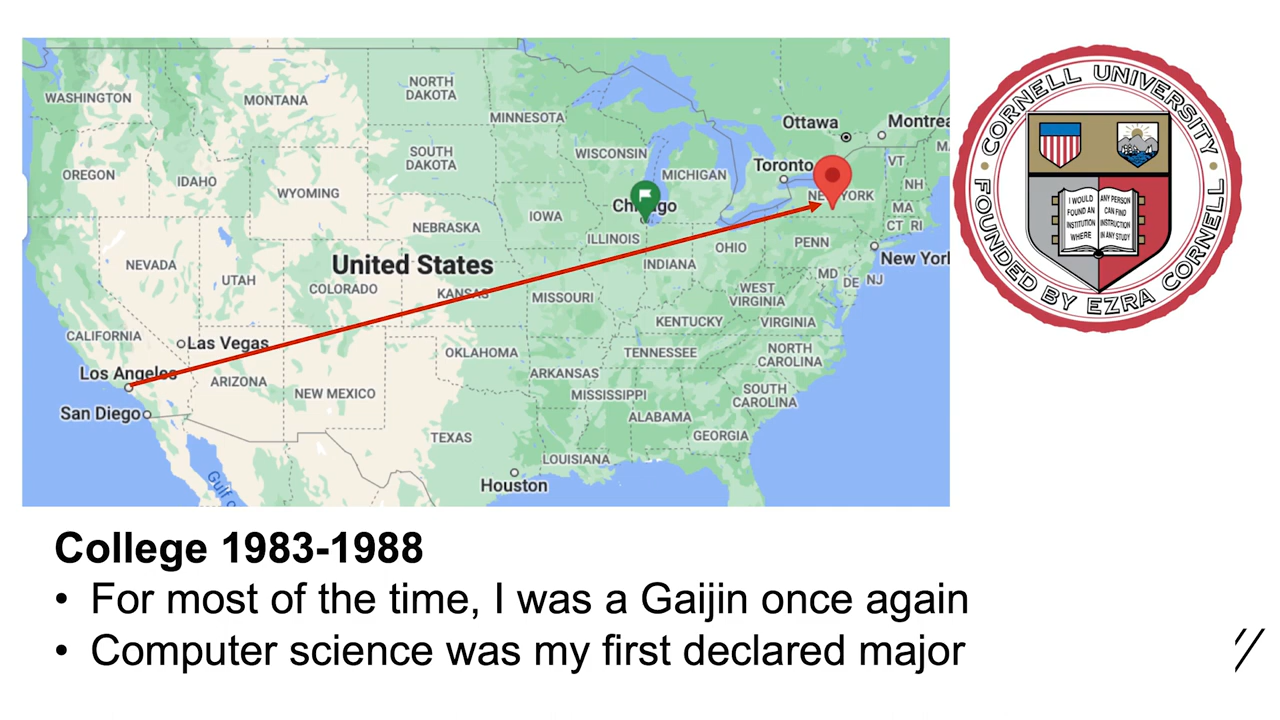 WASHINGTON
MONTANA
NORTH
DAKOTA
MINNESOTA
Ottawa
Montrea
OREGON
IDAHO
WYOMING
SOUTH
DAKOTA
WISCONSIN
MICHIGAN
Toronto
VT
NH
NEW YORK
MA
CT RI
IOWA
NEBRASKA
ILLINOIS
INDIANA
OHIO
PENN
New Yorl
NEVADA
UTAH
COLORADO
United States
KANSAS
MISSOURI
WEST
VIRGINIA
MD
DE
NJ
KENTUCKY
VIRGINIA
CALIFORNIA
Las Vegas
Los Angeles
San Diego
ARIZONA
NEW MEXICO
OKLAHOMA
ARKANSAS
TENNESSEE
NORTH
CAROLINA
SOUTH
CAROLINA
MISSISSIPPI
ALABAMA
GEORGIA
TEXAS
LOUISIANA
Houston
Gulf
CORNELL UNIVERSITY
FOUNDED BY EZRA CORNELL
I WOULD
FOUND AN
INSTITUTION
WHERE
ANY PERSON
CAN FIND
INSTRUCTION
IN ANY STUDY
College 1983-1988
• For most of the time, I was a Gaijin once again
• Computer science was my first declared major